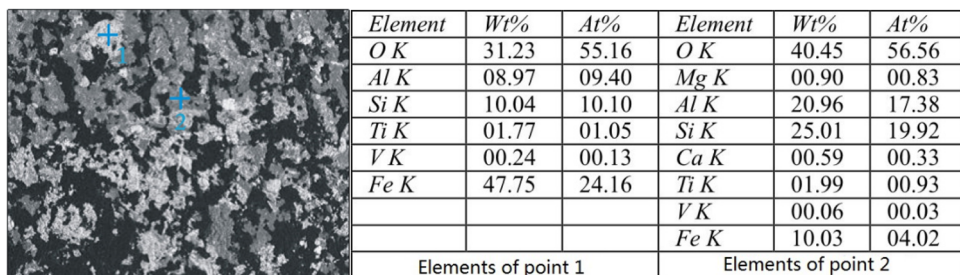 1
2
Element Wt% At% Element Wt% At%
O K 31.23 55.16 O K 40.45 56.56
Al K 08.97 09.40 Mg K 00.90 00.83
Si K 10.04 10.10 Al K 20.96 17.38
Ti K 01.77 01.05 Si K 25.01 19.92
V K 00.24 00.13 Ca K 00.59 00.33
Fe K 47.75 24.16 Ti K 01.99 00.93
V K 00.06 00.03
Fe K 10.03 04.02
Elements of point 1 Elements of point 2